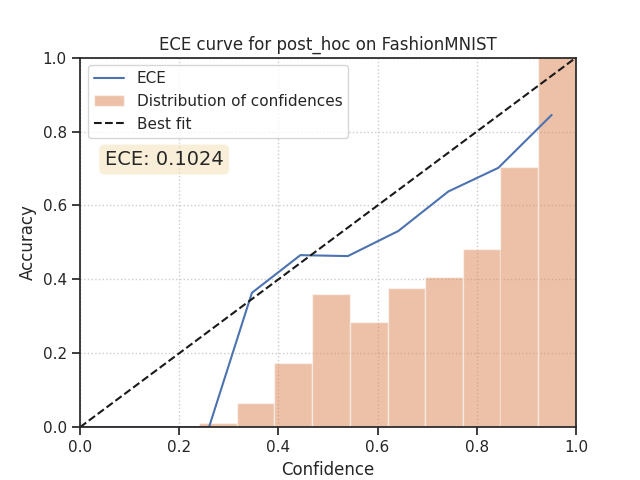 ECE curve for post_hoc on FashionMNIST
1.0
ECE
Distribution of confidences
Best fit
0.8
ECE: 0.1024
0.6
Accuracy
0.4
0.2
0.0
0.0 0.2 0.4 0.6 0.8 1.0
Confidence